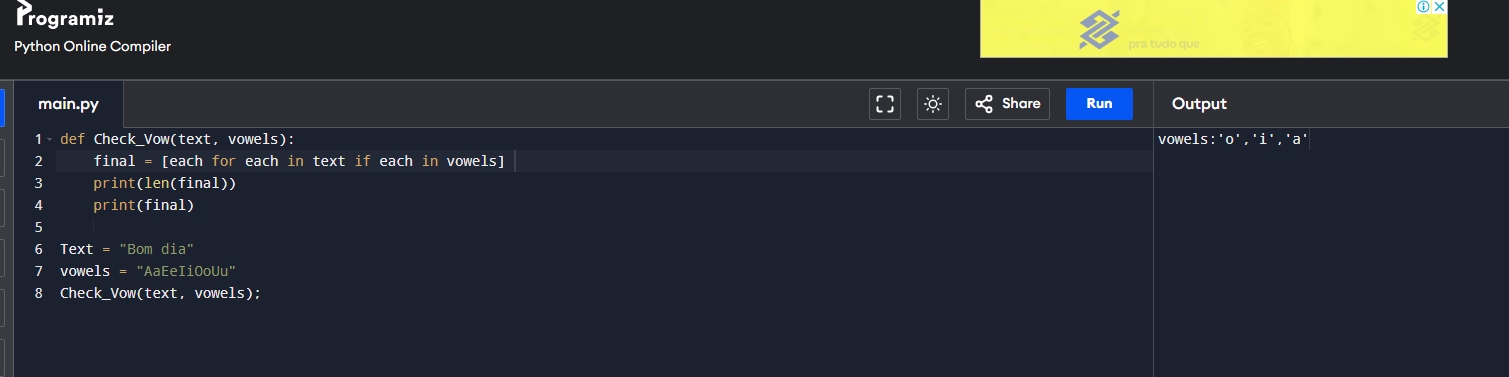 Programiz
Python Online Compiler
pra tudo que
main.py
Share
Run
Output
1 def Check_Vow(text, vowels):
2     final = [each for each in text if each in vowels]
3     print(len(final))
4     print(final)
5
6 Text = "Bom dia"
7 vowels = "AaEeIiOoUu"
8 Check_Vow(text, vowels);
vowels:'o','i','a'